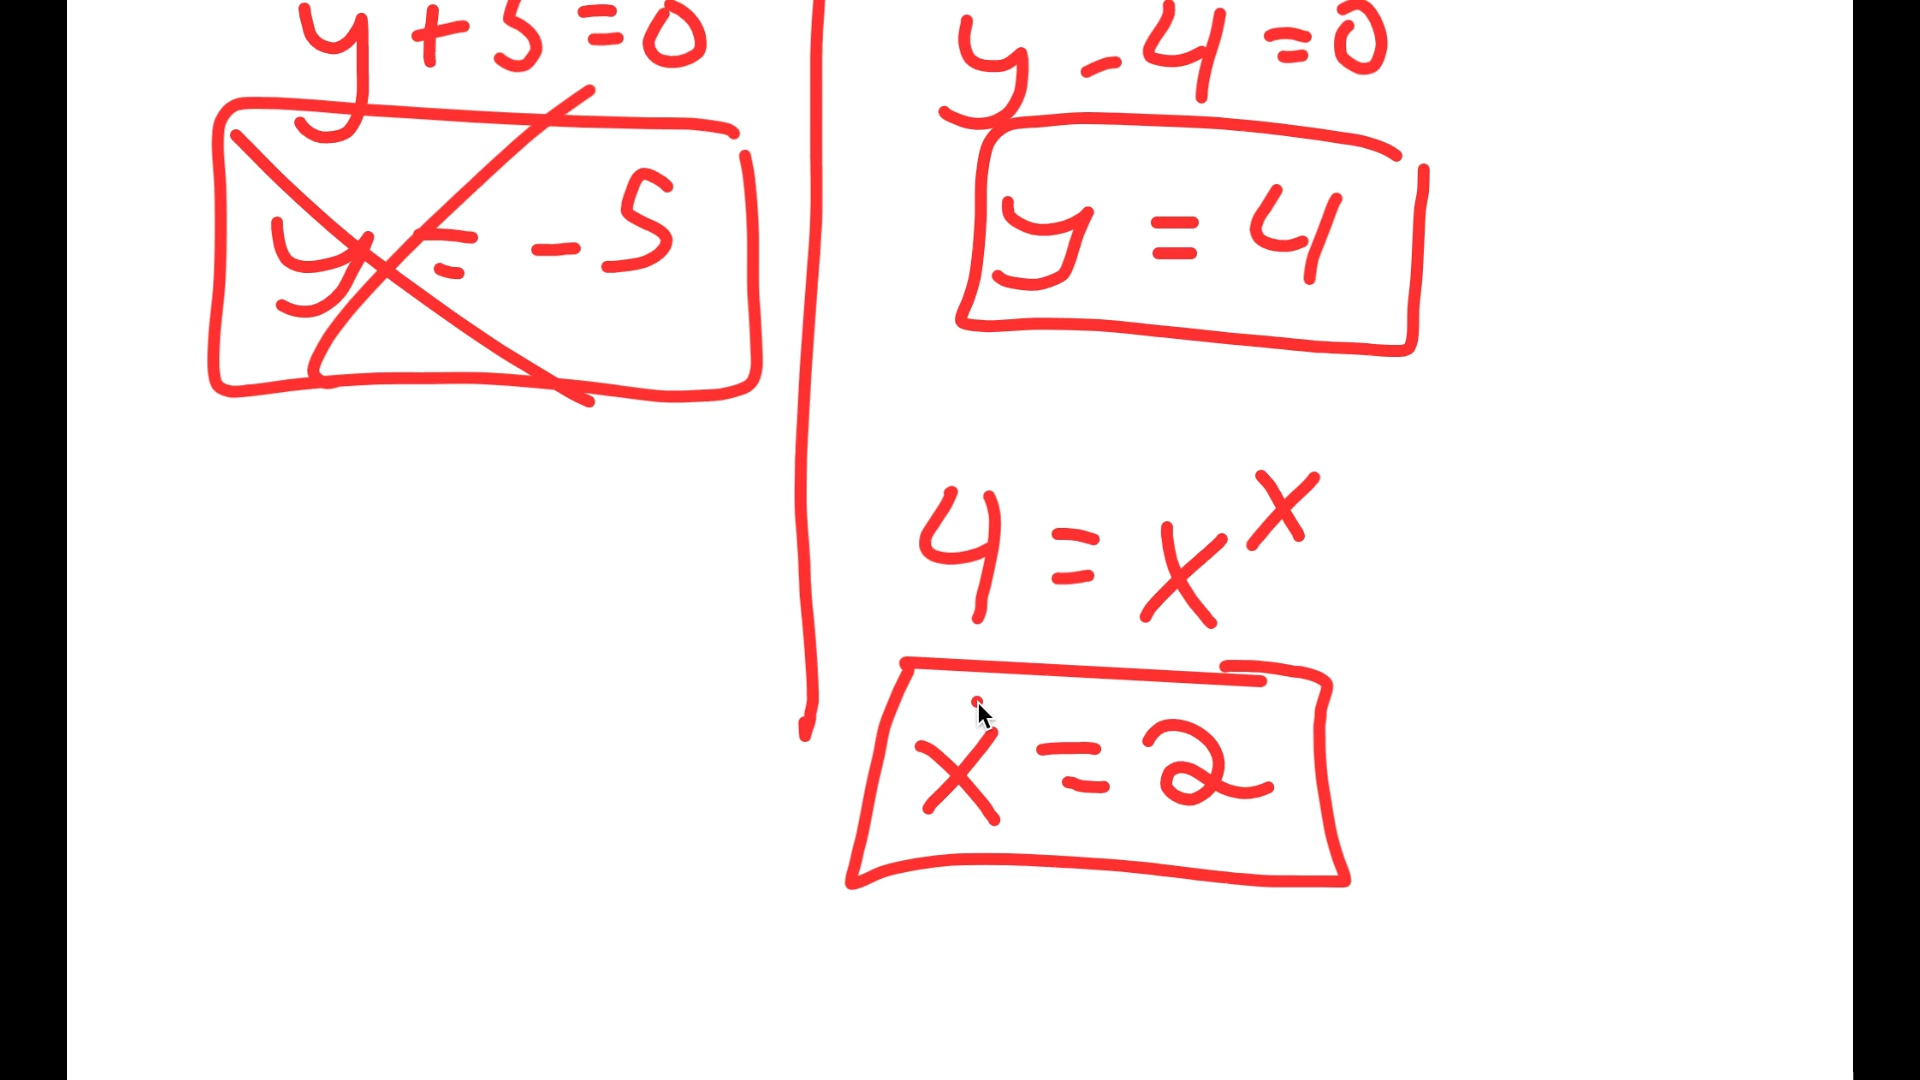 y + 5 = 0
y = - 5
y - 4 = 0
y = 4
4 = x^x
x = 2